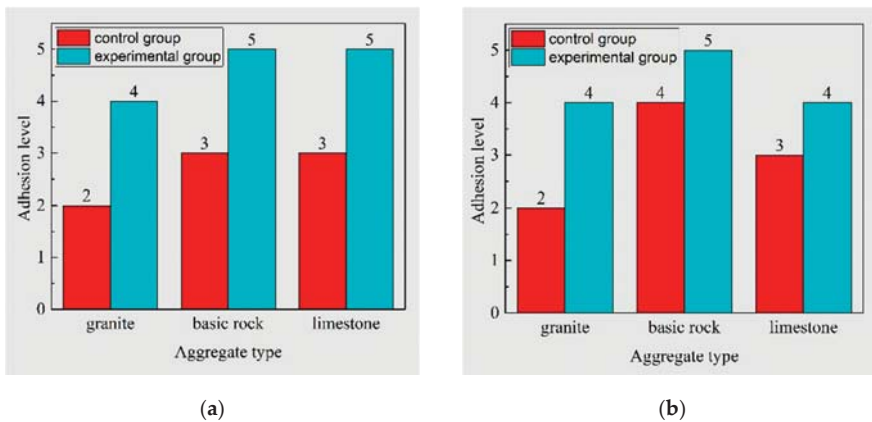 control group
experimental group
5
4
3
2
1
0
2
4
3
5
3
5
Adhesion level
granite
basic rock
limestone
Aggregate type
(a)
control group
experimental group
5
4
3
2
1
0
2
4
4
5
3
4
Adhesion level
granite
basic rock
limestone
Aggregate type
(b)